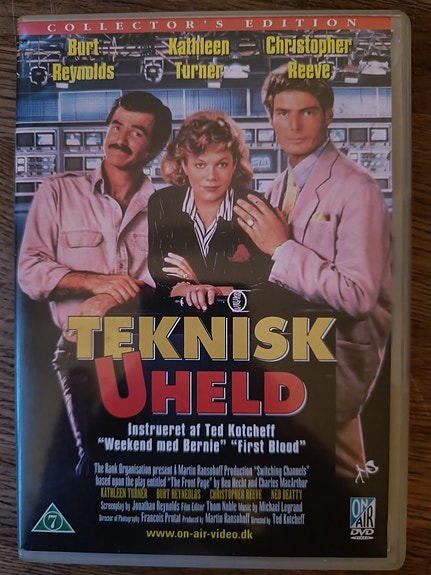 COLLECTOR'S EDITION
Burt Reynolds
Kathleen Turner
Christopher Reeve
TEKNISK
UHELD
Instrueret af Ted Kotcheff
"Weekend med Bernie" "First Blood"
The Rank Organisation present A Martin Ransohoff Production "Switching Channels"
based upon the play entitled "The Front Page" by Ben Hecht and Charles MacArthur
KATHLEEN TURNER BURT REYNOLDS CHRISTOPHER REEVE NED BEATTY
Screenplay by Jonathan Reynolds Film Editor Thom Noble Music by Michael Legrand
Director of Photography Francois Protat Produced by Martin Ransohoff Directed by Ted Kotcheff
www.on-air-video.dk
7
ON
AIR
DVD